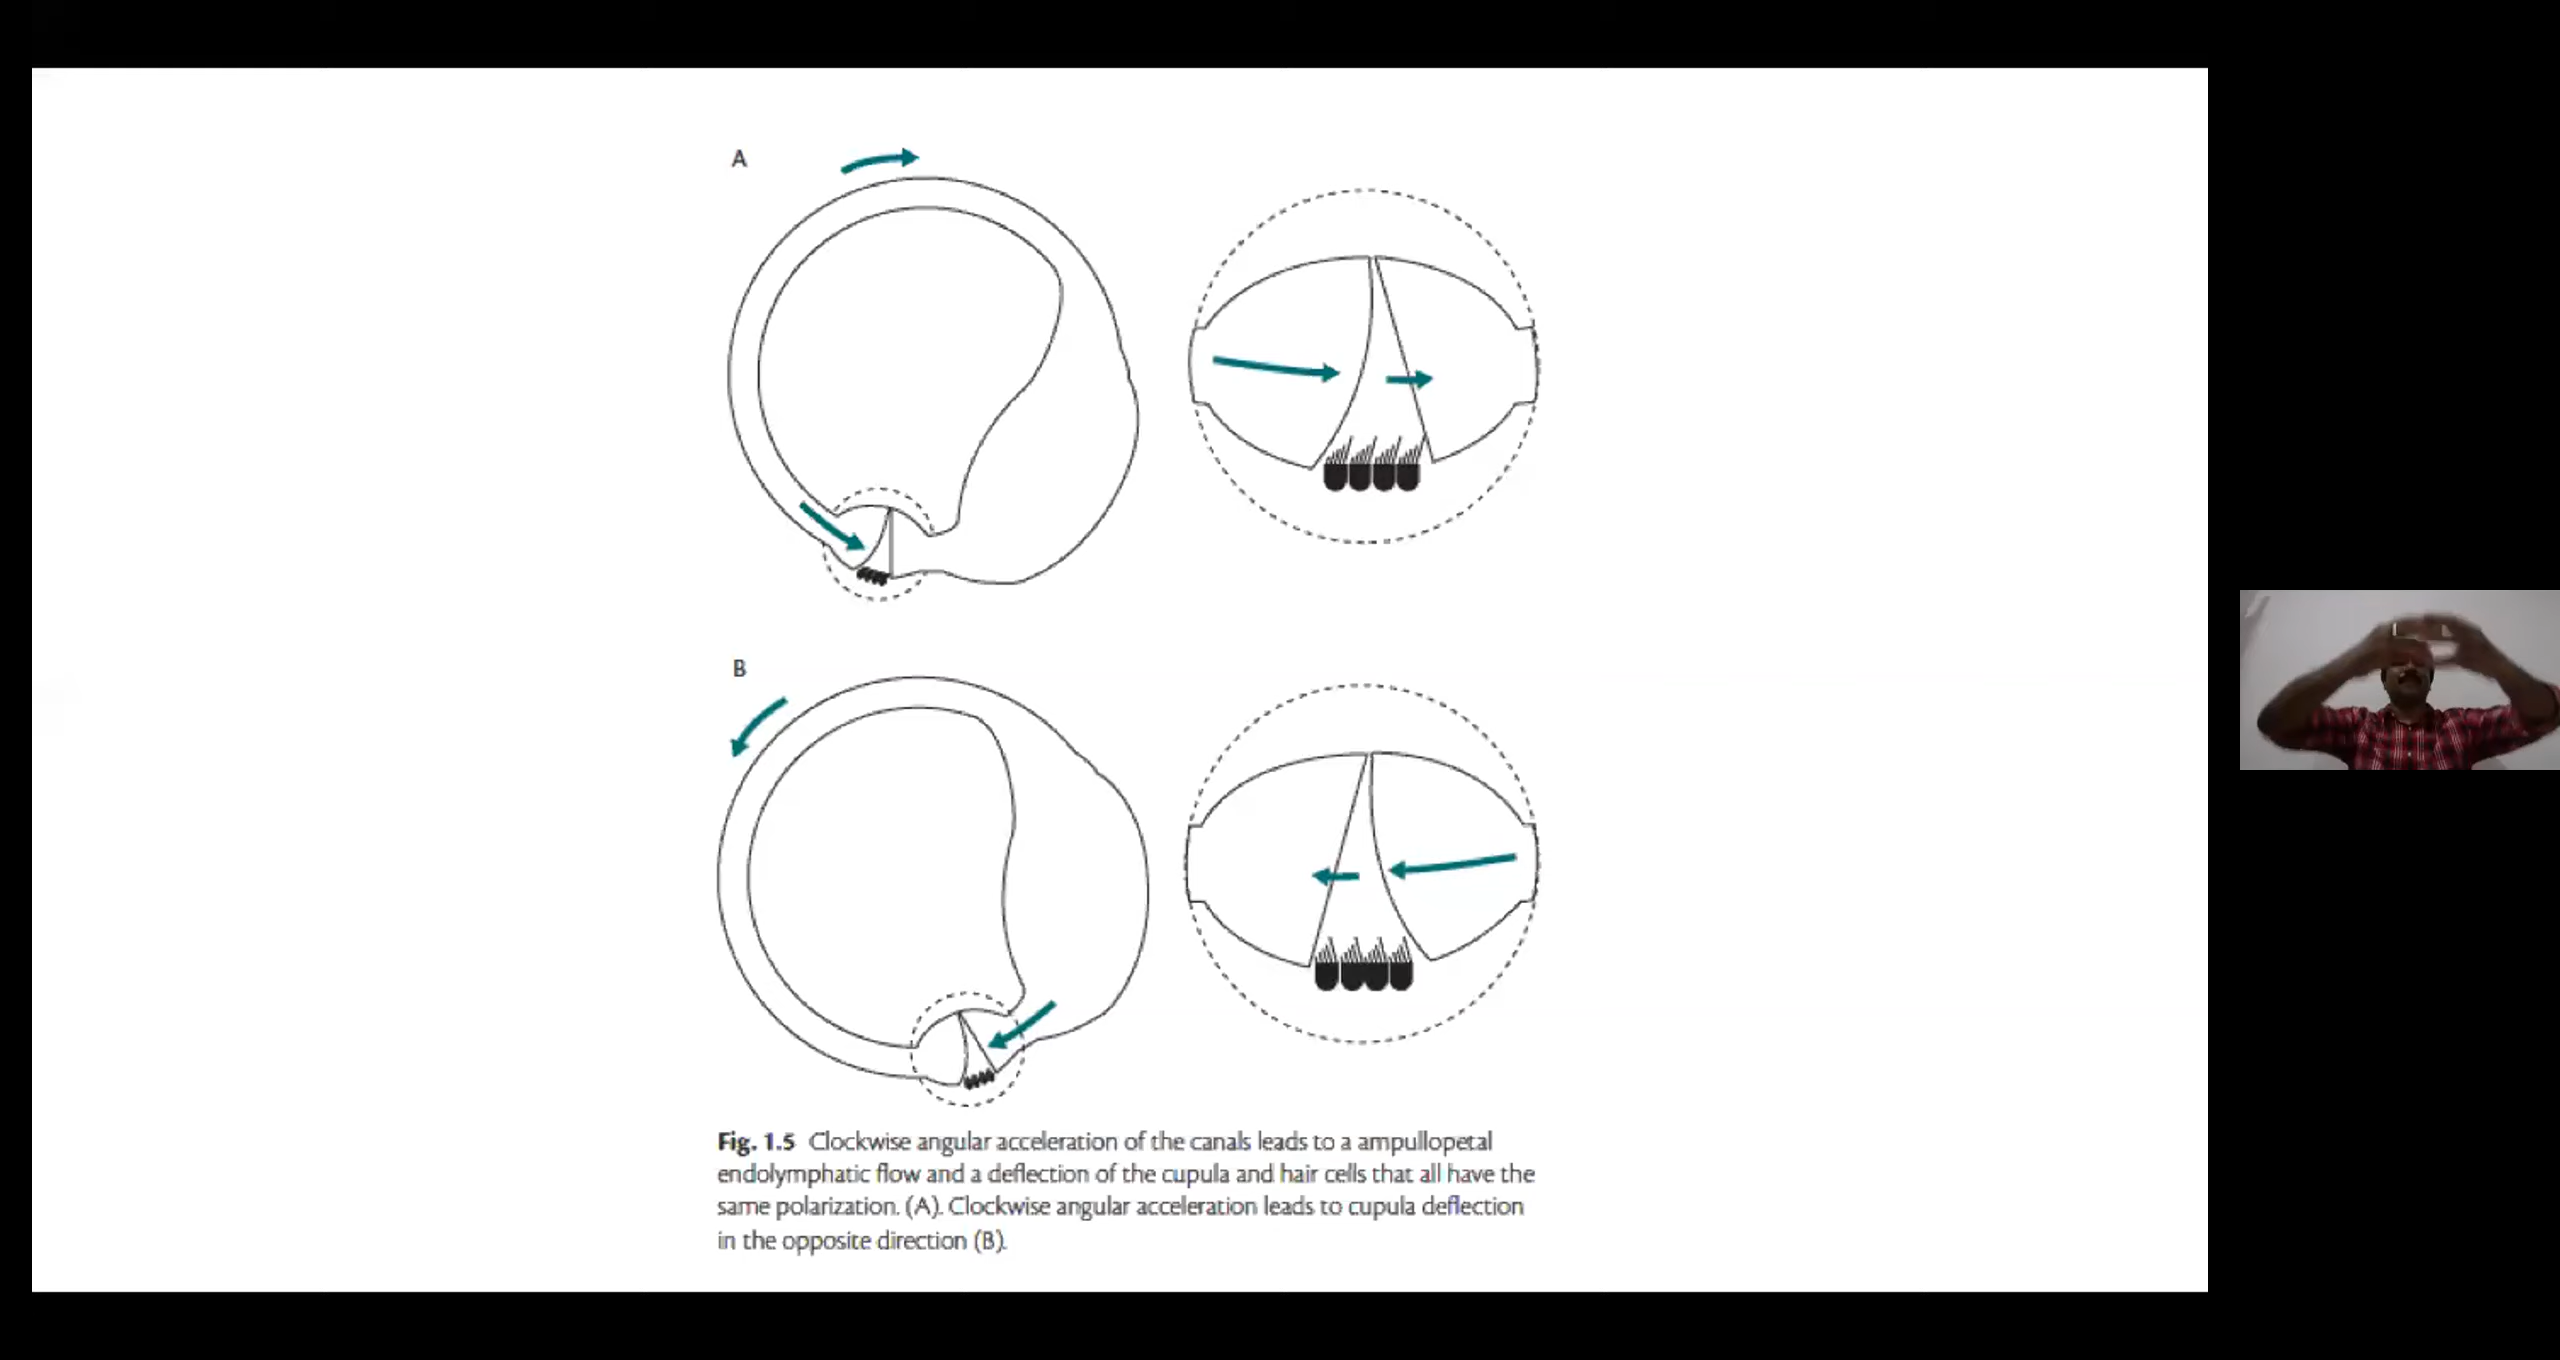 A
B
Fig. 1.5 Clockwise angular acceleration of the canals leads to a ampullopetal
endolymphatic flow and a deflection of the cupula and hair cells that all have the
same polarization. (A). Clockwise angular acceleration leads to cupula deflection
in the opposite direction (B).